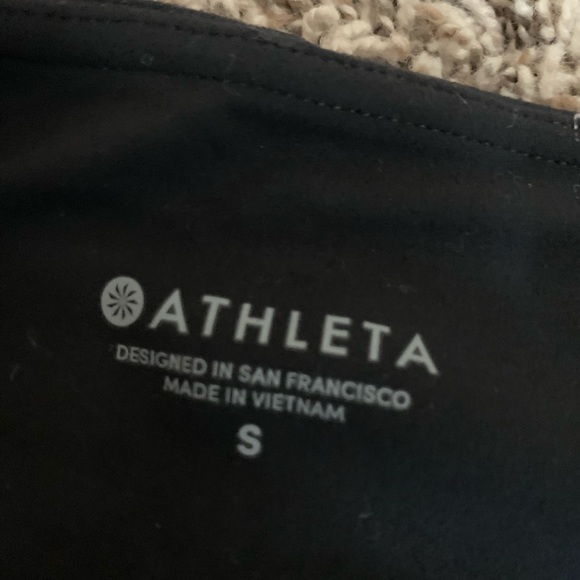 ATHLETA
DESIGNED IN SAN FRANCISCO
MADE IN VIETNAM
S